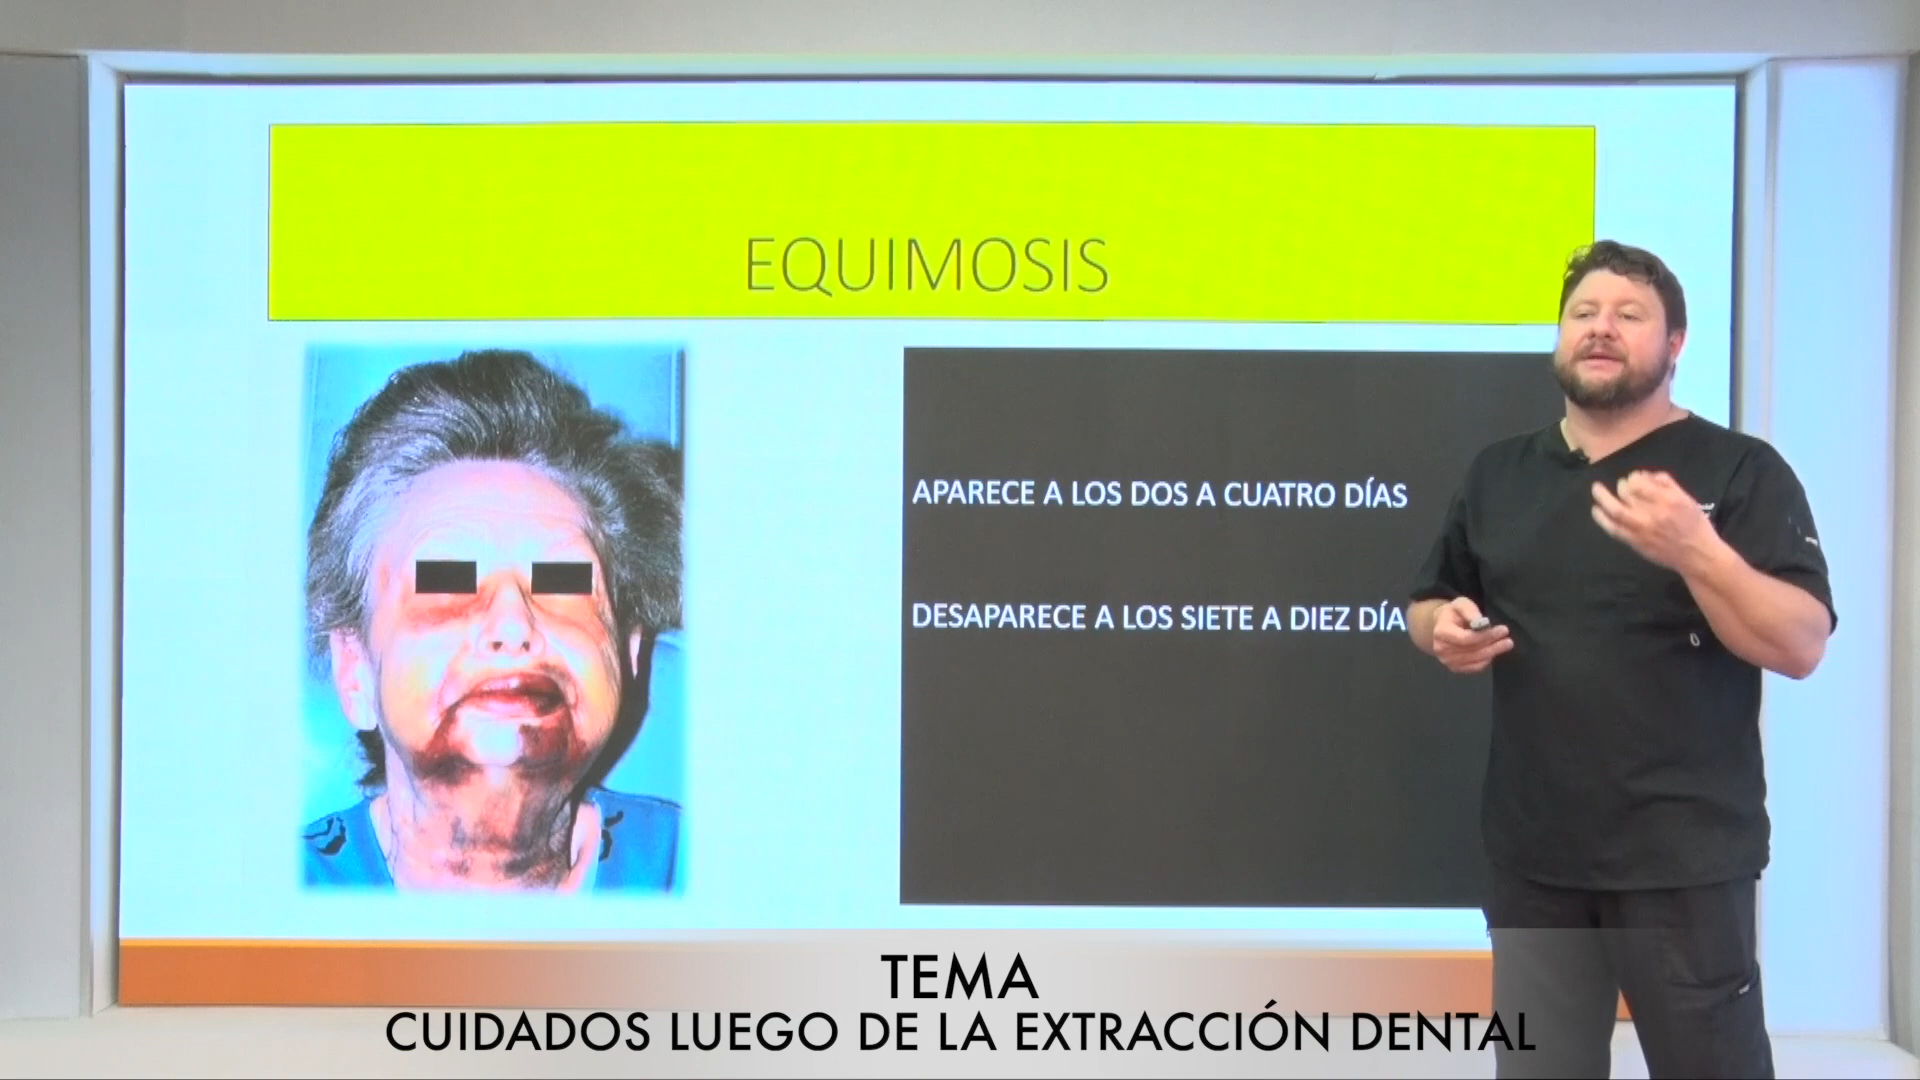 EQUIMOSIS
APARECE A LOS DOS A CUATRO DÍAS
DESAPARECE A LOS SIETE A DIEZ DÍA
TEMA
CUIDADOS LUEGO DE LA EXTRACCIÓN DENTAL